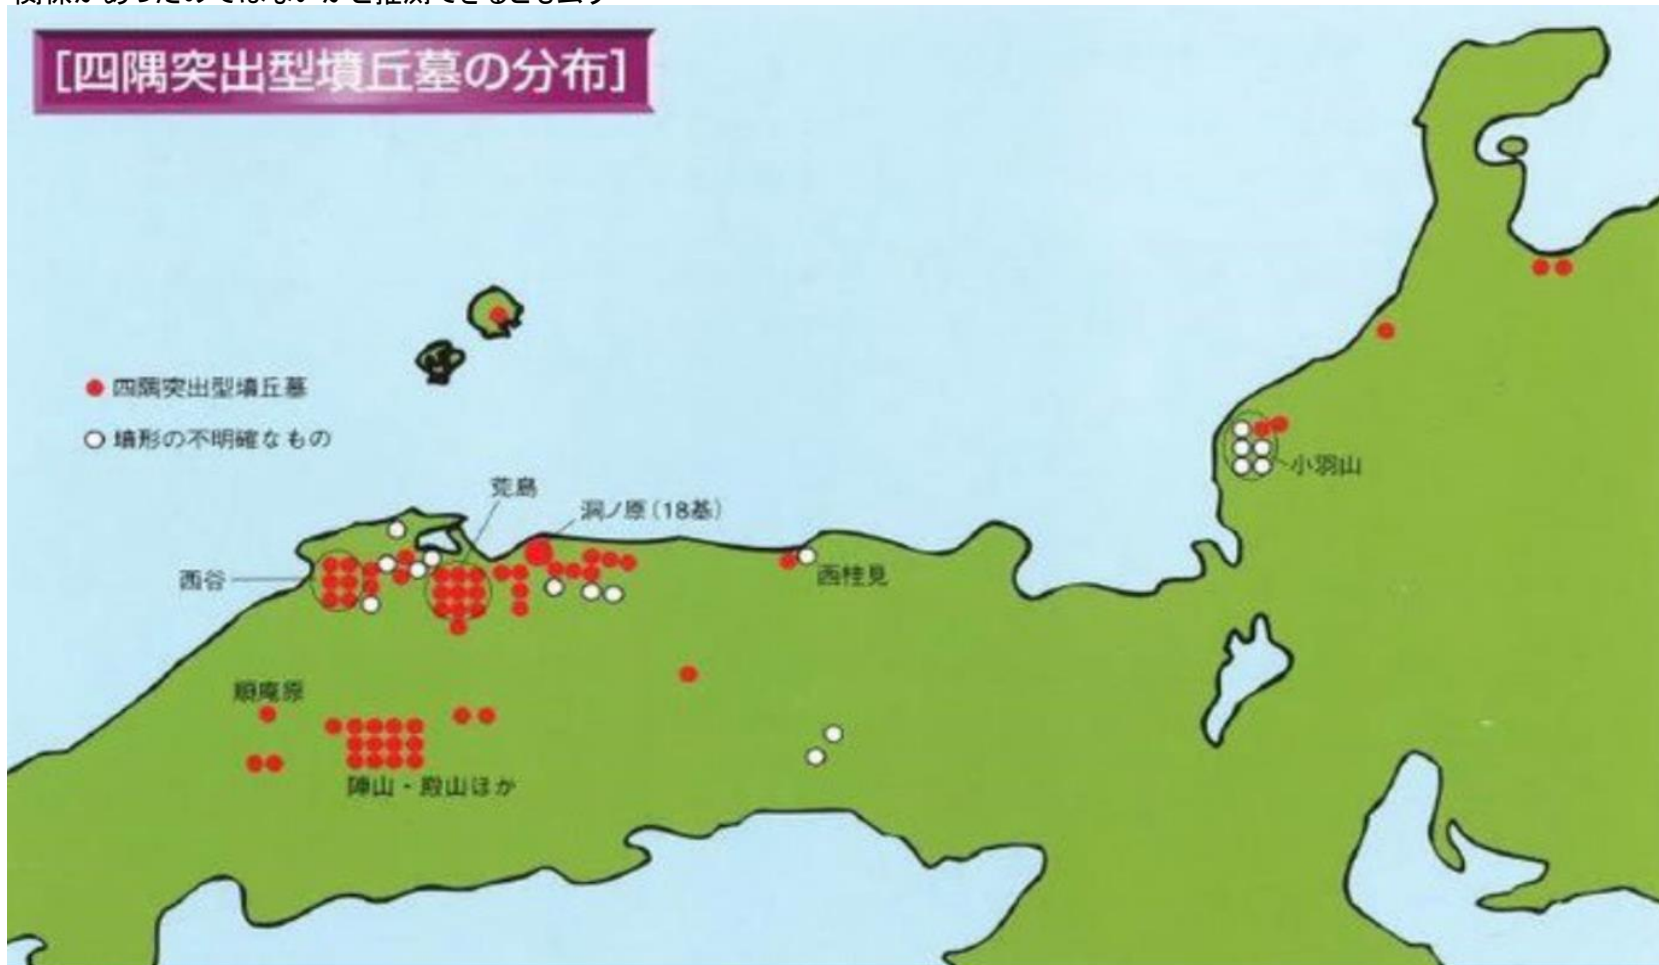 [四隅突出型墳丘墓の分布]
四隅突出型墳丘墓
墳形の不明確なもの
荒島
洞ノ原(18基)
西谷
西桂見
小羽山
順庵原
陣山・殿山ほか